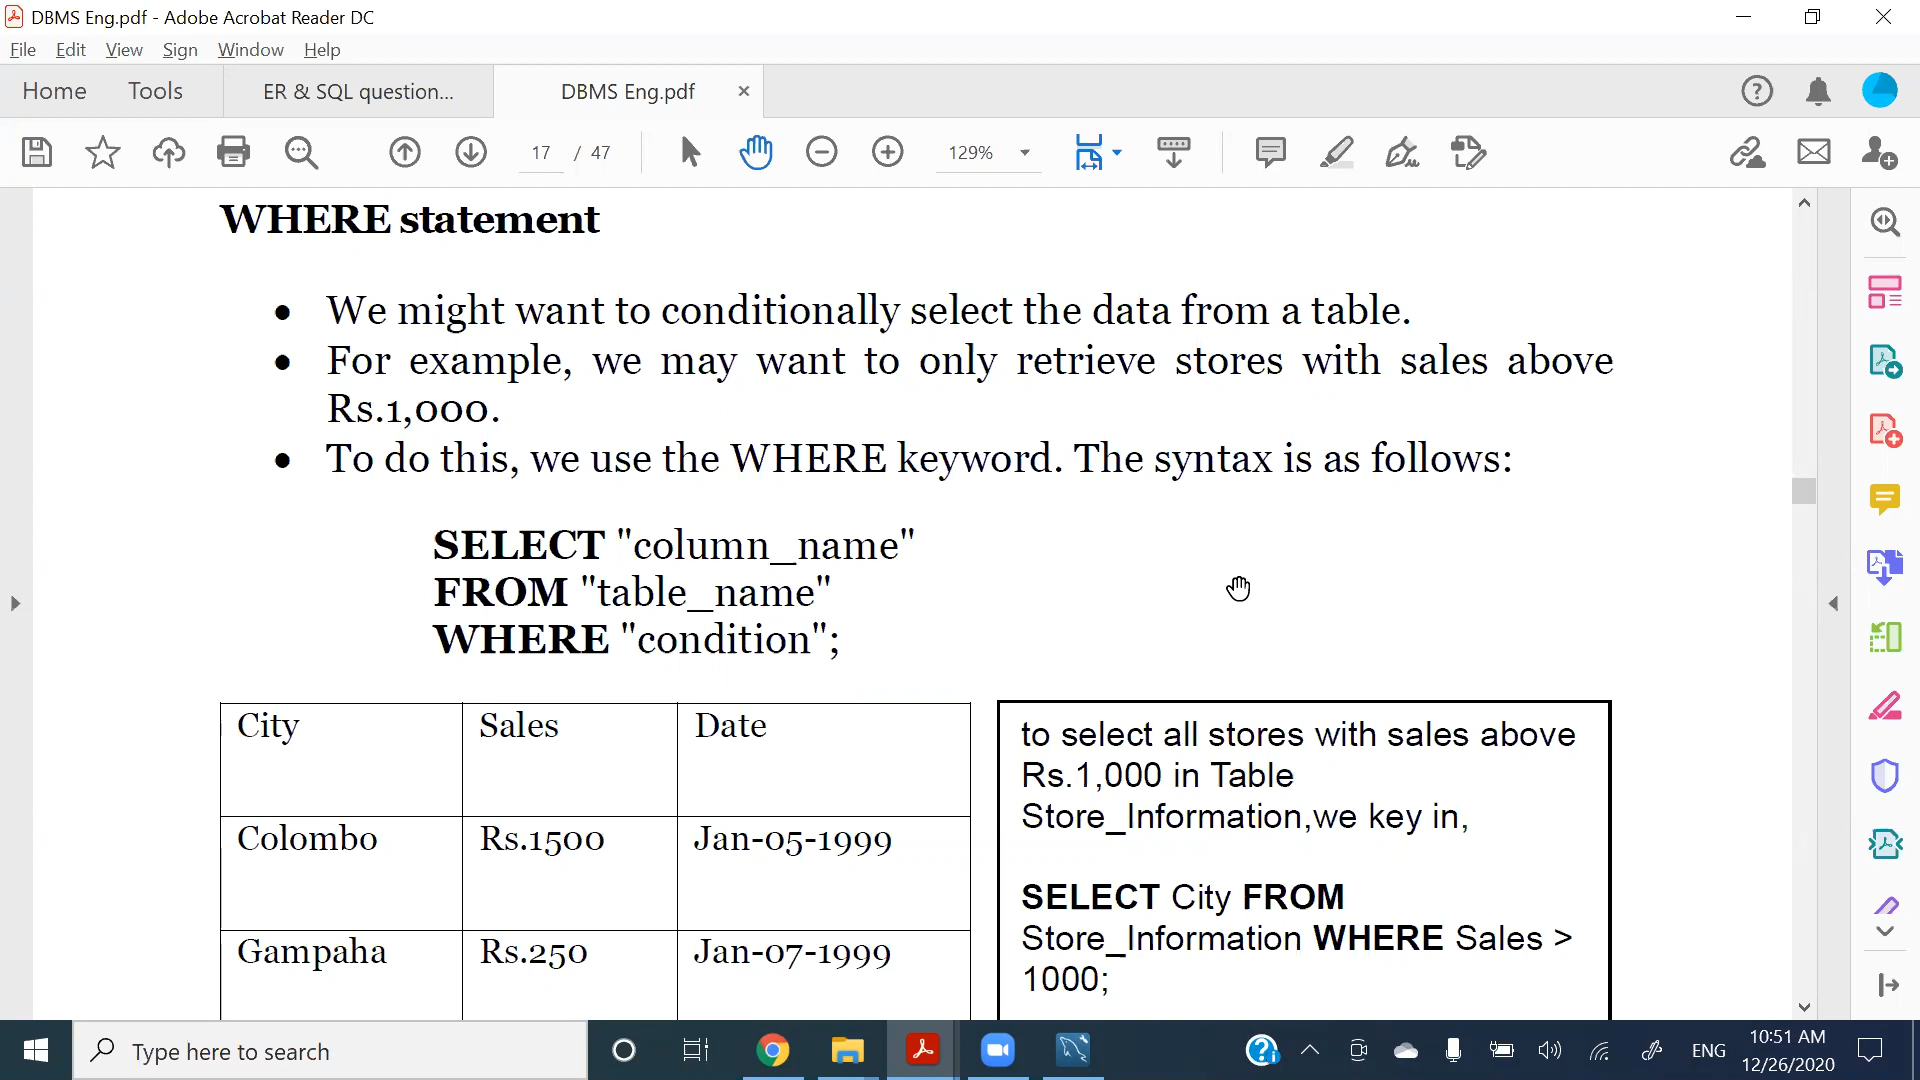 DBMS Eng.pdf - Adobe Acrobat Reader DC
File Edit View Sign Window Help
Home Tools ER & SQL question... DBMS Eng.pdf ×
17 / 47 129%
WHERE statement
• We might want to conditionally select the data from a table.
• For example, we may want to only retrieve stores with sales above
Rs.1,000.
• To do this, we use the WHERE keyword. The syntax is as follows:
SELECT "column_name"
FROM "table_name"
WHERE "condition";
City Sales Date
Colombo Rs.1500 Jan-05-1999
Gampaha Rs.250 Jan-07-1999
to select all stores with sales above
Rs.1,000 in Table
Store_Information,we key in,
SELECT City FROM
Store_Information WHERE Sales >
1000;
Type here to search
ENG
10:51 AM
12/26/2020